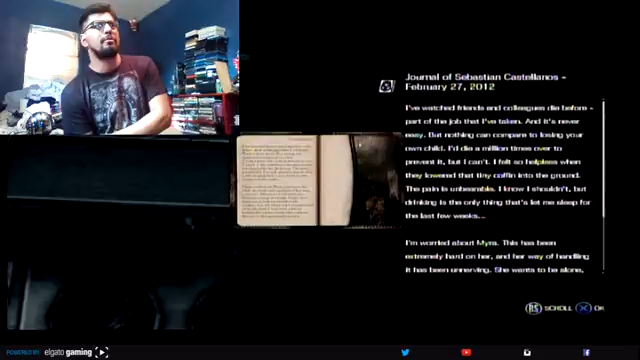 Journal of Sebastian Castellanos -
February 27, 2012
I've watched friends and colleagues die before -
part of the job that I've taken. And it's never
easy. But nothing can compare to losing your
own child. I'd die a million times over to
prevent it, but I can't. I felt so helpless when
they lowered that tiny coffin into the ground.
The pain is unbearable. I know I shouldn't, but
drinking is the only thing that's let me sleep for
the last few weeks...
I'm worried about Myra. This has been
extremely hard on her, and her way of handling
it has been unnerving. She wants to be alone,
RS SCROLL X OK
POWERED BY: elgato gaming